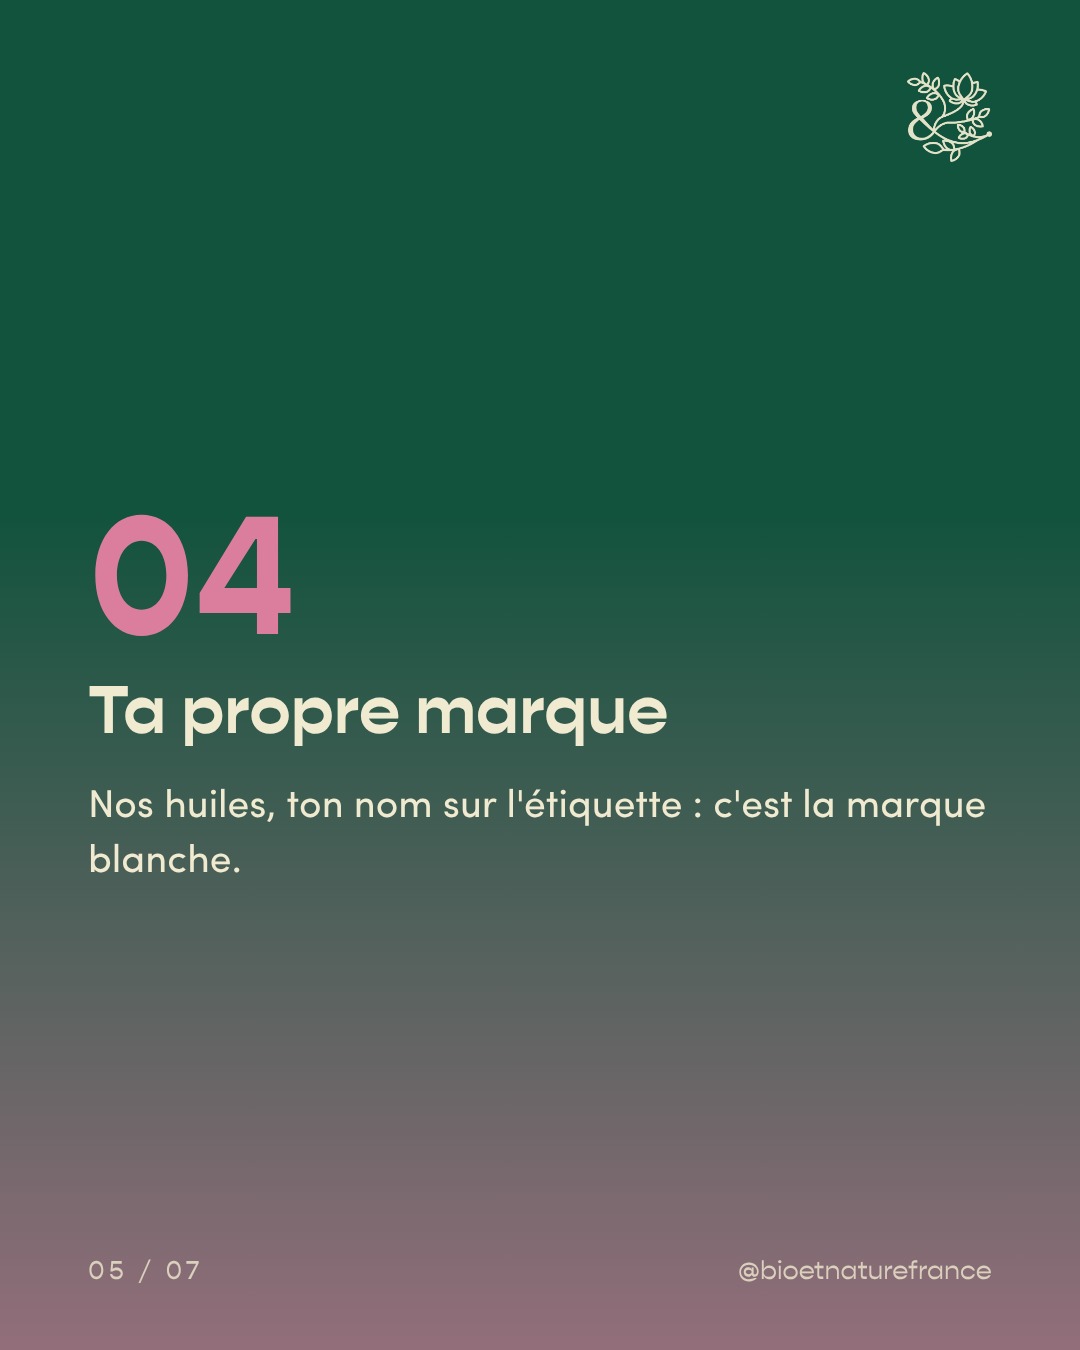 &
04
Ta propre marque
Nos huiles, ton nom sur l'étiquette : c'est la marque
blanche.
05 / 07
@bioetnaturefrance